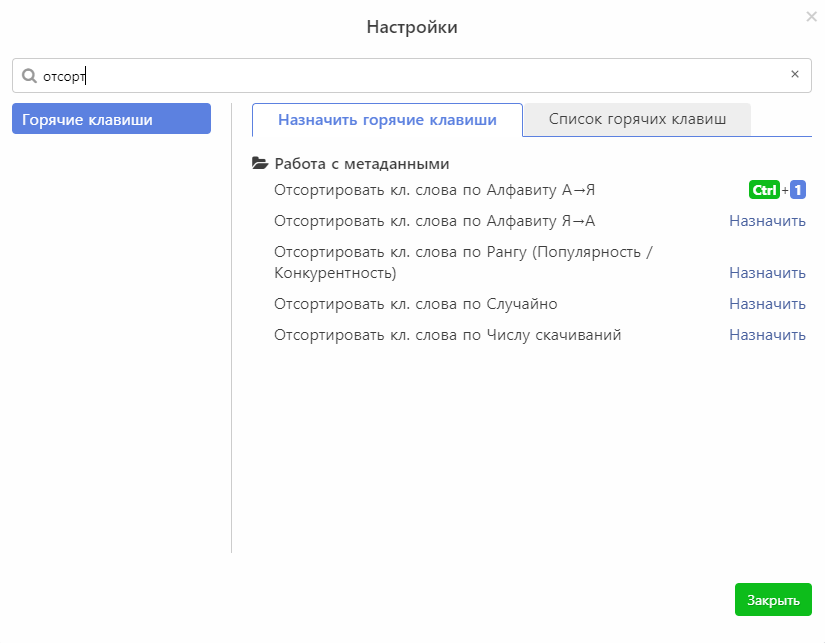 Настройки
×
отсорт
×
Горячие клавиши
Назначить горячие клавиши
Список горячих клавиш
Работа с метаданными
Отсортировать кл. слова по Алфавиту А→Я
Ctrl+1
Отсортировать кл. слова по Алфавиту Я→А
Назначить
Отсортировать кл. слова по Рангу (Популярность /
Конкурентность)
Назначить
Отсортировать кл. слова по Случайно
Назначить
Отсортировать кл. слова по Числу скачиваний
Назначить
Закрыть